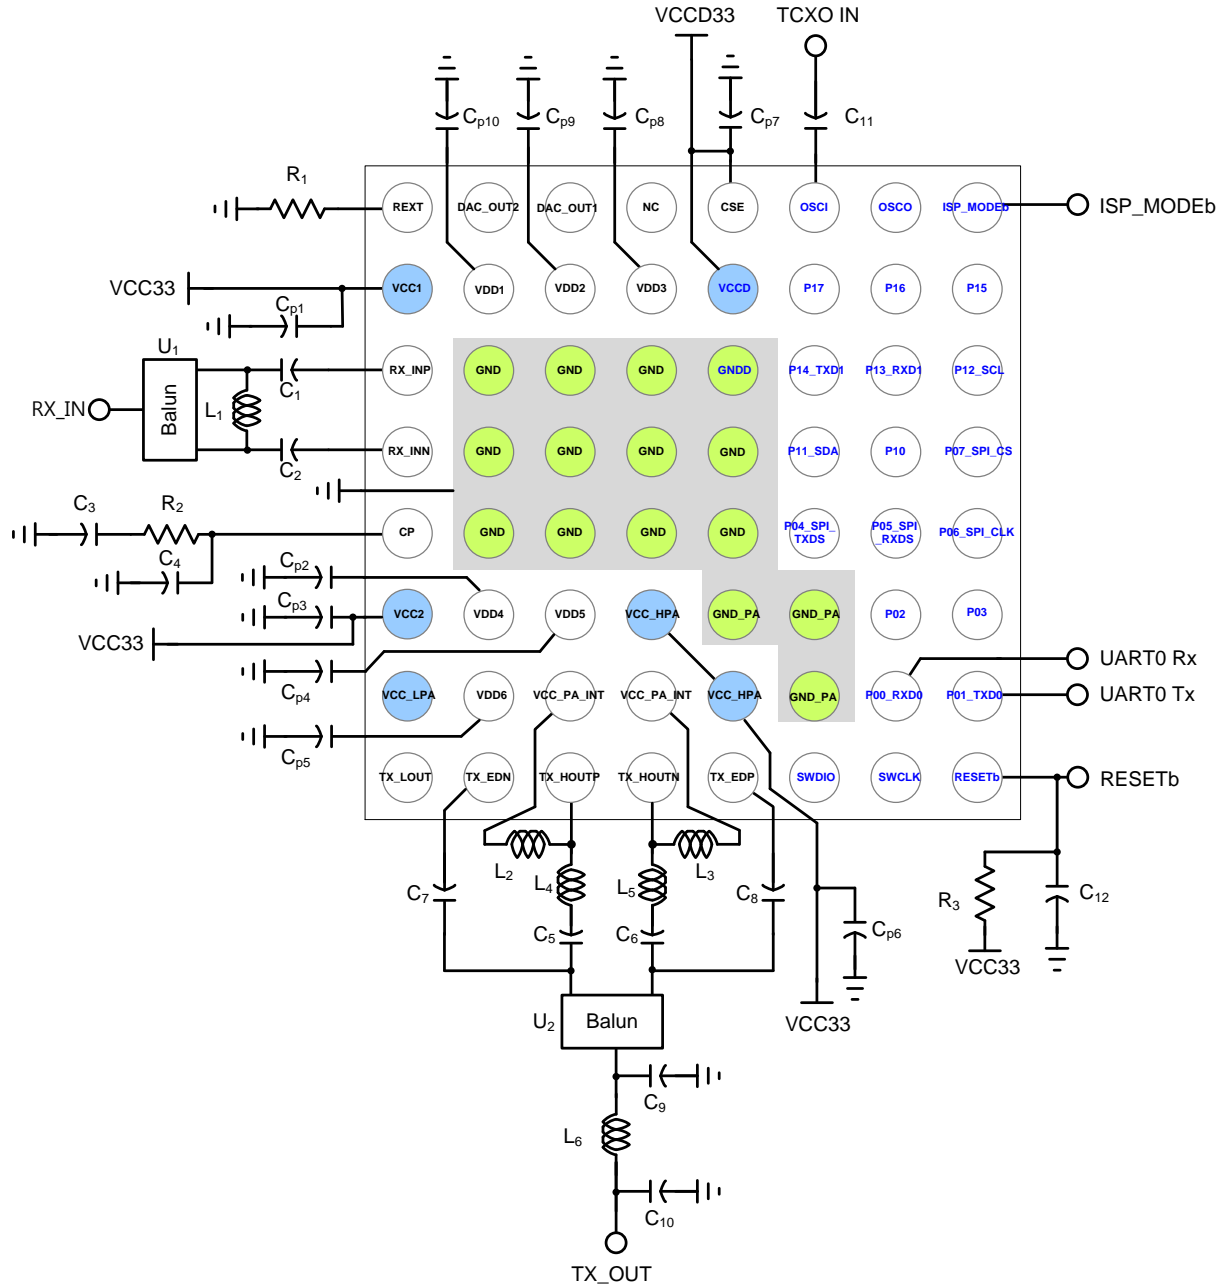 VCCD33 TCXO IN
Cp10 Cp9 Cp8 Cp7 C11
R1
REXT DAC_OUT2 DAC_OUT1 NC CSE OSCI OSCO ISP_MODEb ISP_MODEb
VCC33 VCC1 VDD1 VDD2 VDD3 VCCD P17 P16 P15
Cp1
U1
RX_INP GND GND GND GNDD P14_TXD1 P13_RXD1 P12_SCL
C1
RX_IN Balun L1
RX_INN GND GND GND GND P11_SDA P10 P07_SPI_CS
C2
C3 R2
CP GND GND GND GND P04_SPI_TXDS P05_SPI_RXDS P06_SPI_CLK
C4
Cp2
Cp3 VCC2 VDD4 VDD5 VCC_HPA GND_PA GND_PA P02 P03
VCC33
UART0 Rx
Cp4 VCC_LPA VDD6 VCC_PA_INT VCC_PA_INT VCC_HPA GND_PA P00_RXD0 P01_TXD0 UART0 Tx
Cp5
TX_LOUT TX_EDN TX_HOUTP TX_HOUTN TX_EDP SWDIO SWCLK RESETb RESETb
L2 L3
C7 L4 L5 C8 R3 C12
C5 C6 Cp6
VCC33
U2 Balun VCC33
C9
L6
C10
TX_OUT